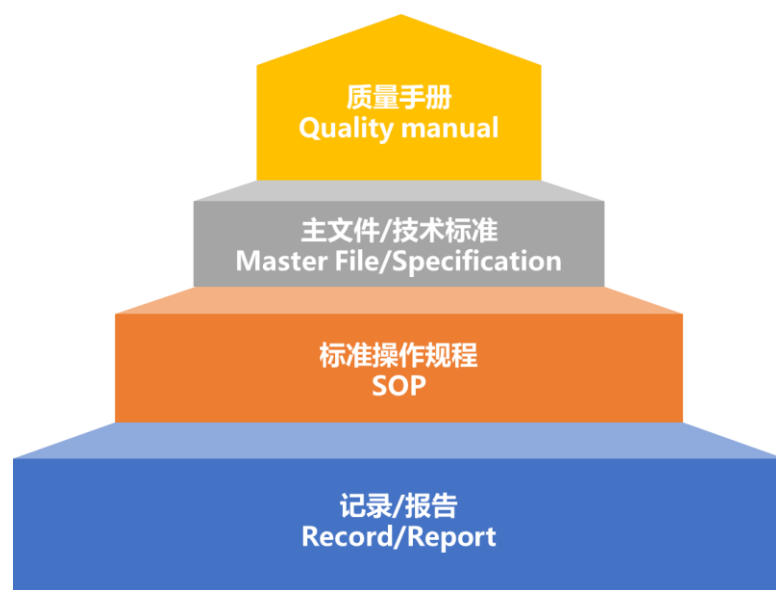 质量手册
Quality manual
主文件/技术标准
Master File/Specification
标准操作规程
SOP
记录/报告
Record/Report